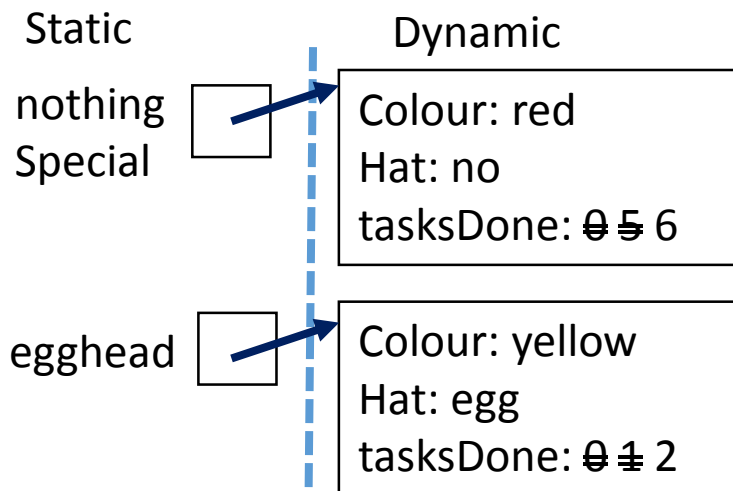 Static
Dynamic
nothing
Special
Colour: red
Hat: no
tasksDone: 0 5 6
egghead
Colour: yellow
Hat: egg
tasksDone: 0 1 2